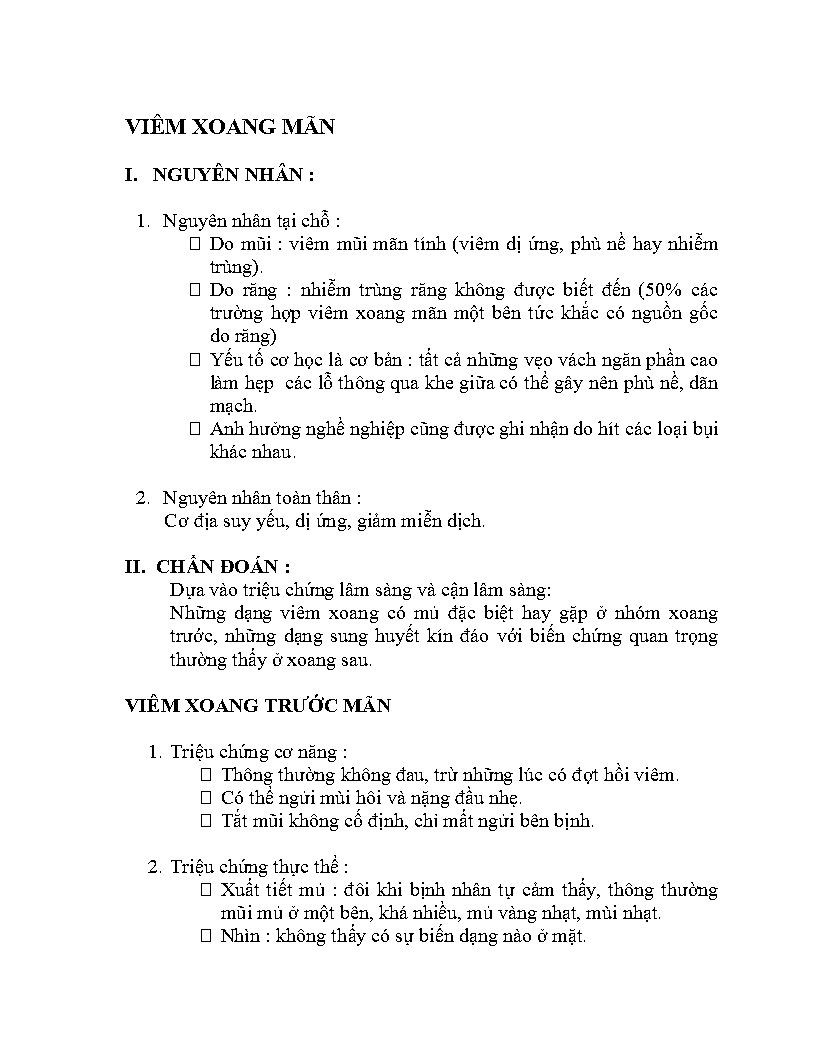 VIÊM XOANG MÃN
I. NGUYÊN NHÂN :
1. Nguyên nhân tại chỗ :
□ Do mũi : viêm mũi mãn tính (viêm dị ứng, phù nề hay nhiễm
trùng).
□ Do răng : nhiễm trùng răng không được biết đến (50% các
trường hợp viêm xoang mãn một bên tức khắc có nguồn gốc
do răng)
□ Yếu tố cơ học là cơ bản : tất cả những vẹo vách ngăn phần cao
làm hẹp các lỗ thông qua khe giữa có thể gây nên phù nề, dãn
mạch.
□ Anh hưởng nghề nghiệp cũng được ghi nhận do hít các loại bụi
khác nhau.
2. Nguyên nhân toàn thân :
Cơ địa suy yếu, dị ứng, giảm miễn dịch.
II. CHẨN ĐOÁN :
Dựa vào triệu chứng lâm sàng và cận lâm sàng:
Những dạng viêm xoang có mủ đặc biệt hay gặp ở nhóm xoang
trước, những dạng sung huyết kín đáo với biến chứng quan trọng
thường thấy ở xoang sau.
VIÊM XOANG TRƯỚC MÃN
1. Triệu chứng cơ năng :
□ Thông thường không đau, trừ những lúc có đợt hồi viêm.
□ Có thể ngửi mùi hôi và nặng đầu nhẹ.
□ Tắt mũi không cố định, chỉ mất ngửi bên bịnh.
2. Triệu chứng thực thể :
□ Xuất tiết mủ : đôi khi bịnh nhân tự cảm thấy, thông thường
mũi mủ ở một bên, khá nhiều, mủ vàng nhạt, mùi nhạt.
□ Nhìn : không thấy có sự biến dạng nào ở mặt.